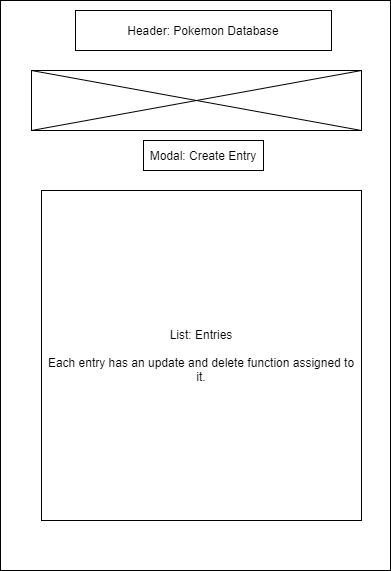 Header: Pokemon Database
Modal: Create Entry
List: Entries
Each entry has an update and delete function assigned to
it.